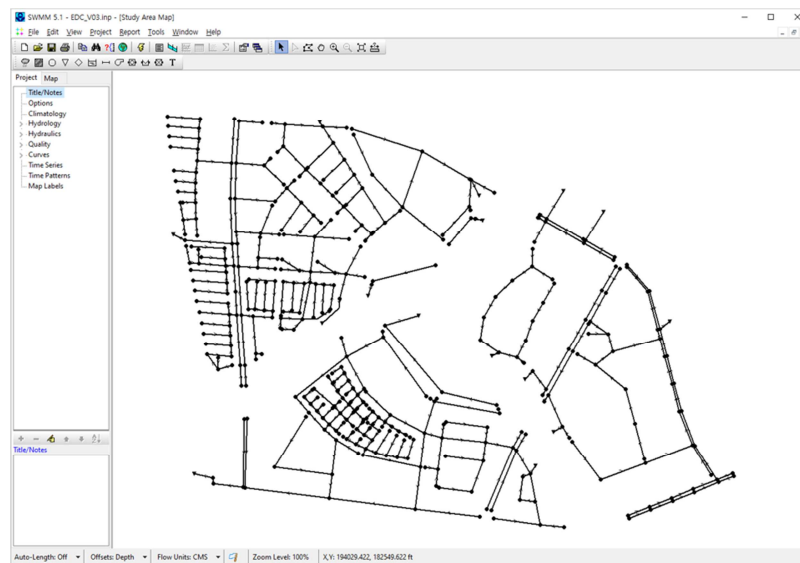 SWMM 5.1 - EDC_V03.inp - [Study Area Map]
File Edit View Project Report Tools Window Help
T
Project Map
Title/Notes
Options
Climatology
Hydrology
Hydraulics
Quality
Curves
Time Series
Time Patterns
Map Labels
Title/Notes
Auto-Length: Off Offsets: Depth Flow Units: CMS Zoom Level: 100% X,Y: 194029.422, 182549.622 ft